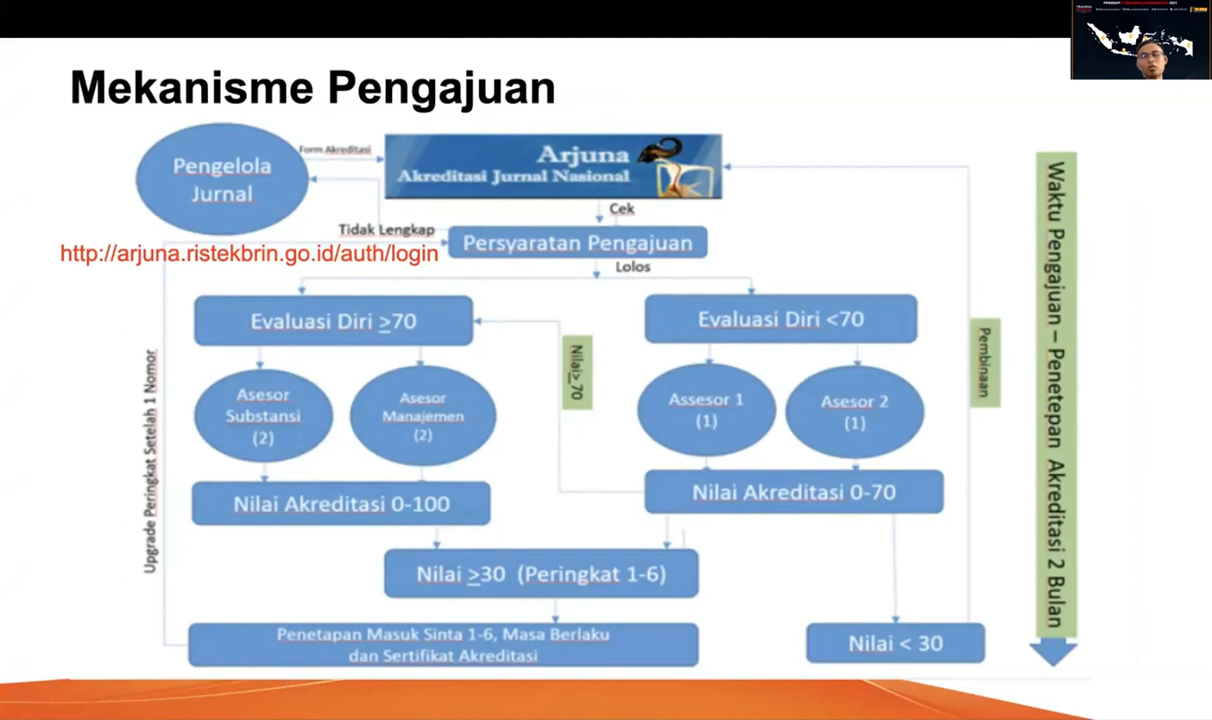 Mekanisme Pengajuan
Pengelola
Jurnal
Form Akreditasi
Arjuna
Akreditasi Jurnal Nasional
Cek
Tidak Lengkap
Persyaratan Pengajuan
http://arjuna.ristekbrin.go.id/auth/login
Lolos
Evaluasi Diri ≥70
Evaluasi Diri <70
Nilai≥70
Pembinaan
Asesor
Substansi
(2)
Asesor
Manajemen
(2)
Assesor 1
(1)
Asesor 2
(1)
Nilai Akreditasi 0-100
Nilai Akreditasi 0-70
Nilai ≥30 (Peringkat 1-6)
Penetapan Masuk Sinta 1-6, Masa Berlaku
dan Sertifikat Akreditasi
Nilai < 30
Upgrade Peringkat Setelah 1 Nomor
Waktu Pengajuan – Penetepan Akreditasi 2 Bulan